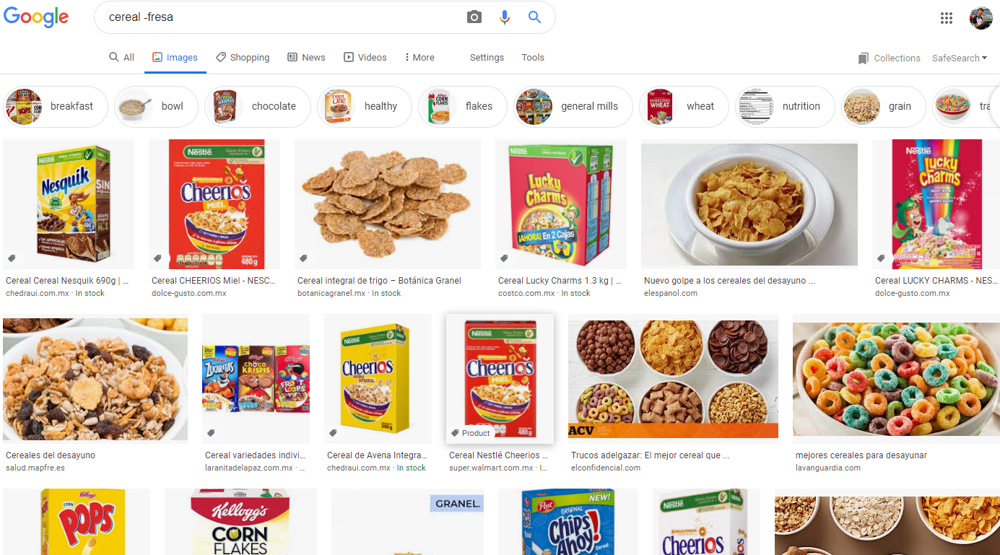 Google
cereal -fresa
All
Images
Shopping
News
Videos
More
Settings
Tools
Collections
SafeSearch
breakfast
bowl
chocolate
healthy
flakes
general mills
wheat
nutrition
grain
Nestlé
Nesquik
SIN
690g
Nestlé
Cheerios
MIEL
480g
Lucky Charms
¡AHORA! En 2 Cajas
Nestlé
Lucky Charms
Cereal Cereal Nesquik 690g | ...
chedraui.com.mx · In stock
Cereal CHEERIOS Miel - NESC...
dolce-gusto.com.mx
Cereal integral de trigo – Botánica Granel
botanicagranel.mx · In stock
Cereal Lucky Charms 1.3 kg | ...
costco.com.mx · In stock
Nuevo golpe a los cereales del desayuno ...
elespanol.com
Cereal LUCKY CHARMS - NES...
dolce-gusto.com.mx
ZUCARITAS
CHOCO KRISPIS
FROOT LOOPS
Nestlé
Cheerios
AVENA INTEGRAL
340g
Nestlé
Cheerios
MIEL
480g
Product
ACV
Cereales del desayuno
salud.mapfre.es
Cereal variedades indivi...
laranitadelapaz.com.mx · ...
Cereal de Avena Integra...
chedraui.com.mx · In stock
Cereal Nestlé Cheerios ...
super.walmart.com.mx · I...
Trucos adelgazar: El mejor cereal que ...
elconfidencial.com
mejores cereales para desayunar
lavanguardia.com
Kellogg's
CORN
POPS
Kellogg's
CORN
FLAKES
GRANEL.
Post
NEW!
ORIGINAL
Chips
Ahoy!
Cereal
Nestlé
Cheerios